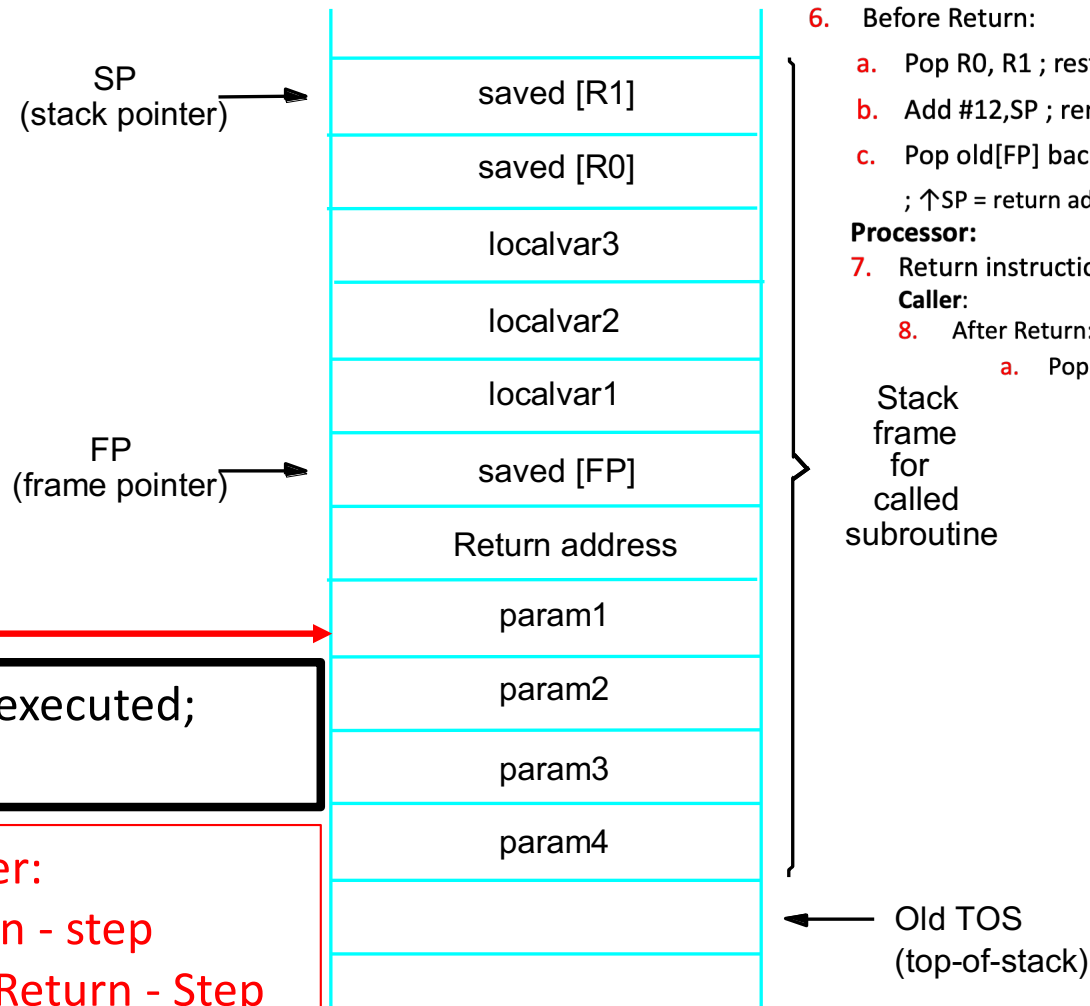 SP
(stack pointer)
FP
(frame pointer)
executed;
er:
n - step
Return - Step
saved [R1]
saved [R0]
localvar3
localvar2
localvar1
saved [FP]
Return address
param1
param2
param3
param4
6. Before Return:
a. Pop R0, R1 ; rest
b. Add #12,SP ; rem
c. Pop old[FP] bac
; ↑SP = return ad
Processor:
7. Return instructio
Caller:
8. After Return:
a. Pop
Stack
frame
for
called
subroutine
Old TOS
(top-of-stack)